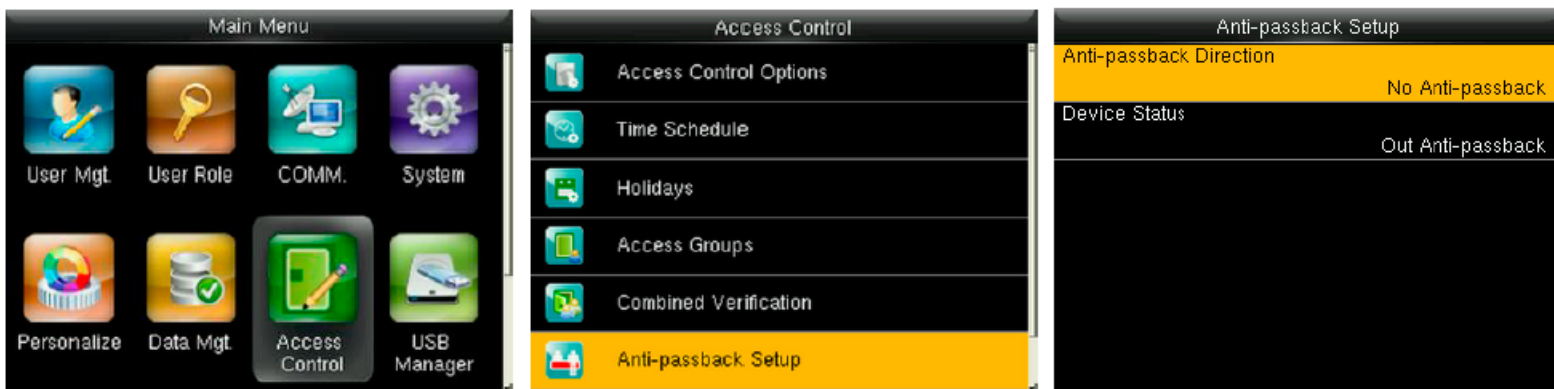 Main Menu
User Mgt.
User Role
COMM.
System
Personalize
Data Mgt.
Access
Control
USB
Manager
Access Control
Access Control Options
Time Schedule
Holidays
Access Groups
Combined Verification
Anti-passback Setup
Anti-passback Setup
Anti-passback Direction
No Anti-passback
Device Status
Out Anti-passback